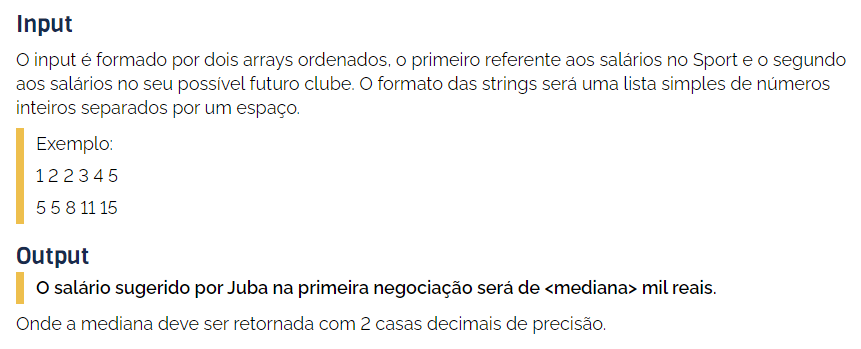 Input
O input é formado por dois arrays ordenados, o primeiro referente aos salários no Sport e o segundo
aos salários no seu possível futuro clube. O formato das strings será uma lista simples de números
inteiros separados por um espaço.
Exemplo:
1 2 2 3 4 5
5 5 8 11 15
Output
O salário sugerido por Juba na primeira negociação será de <mediana> mil reais.
Onde a mediana deve ser retornada com 2 casas decimais de precisão.